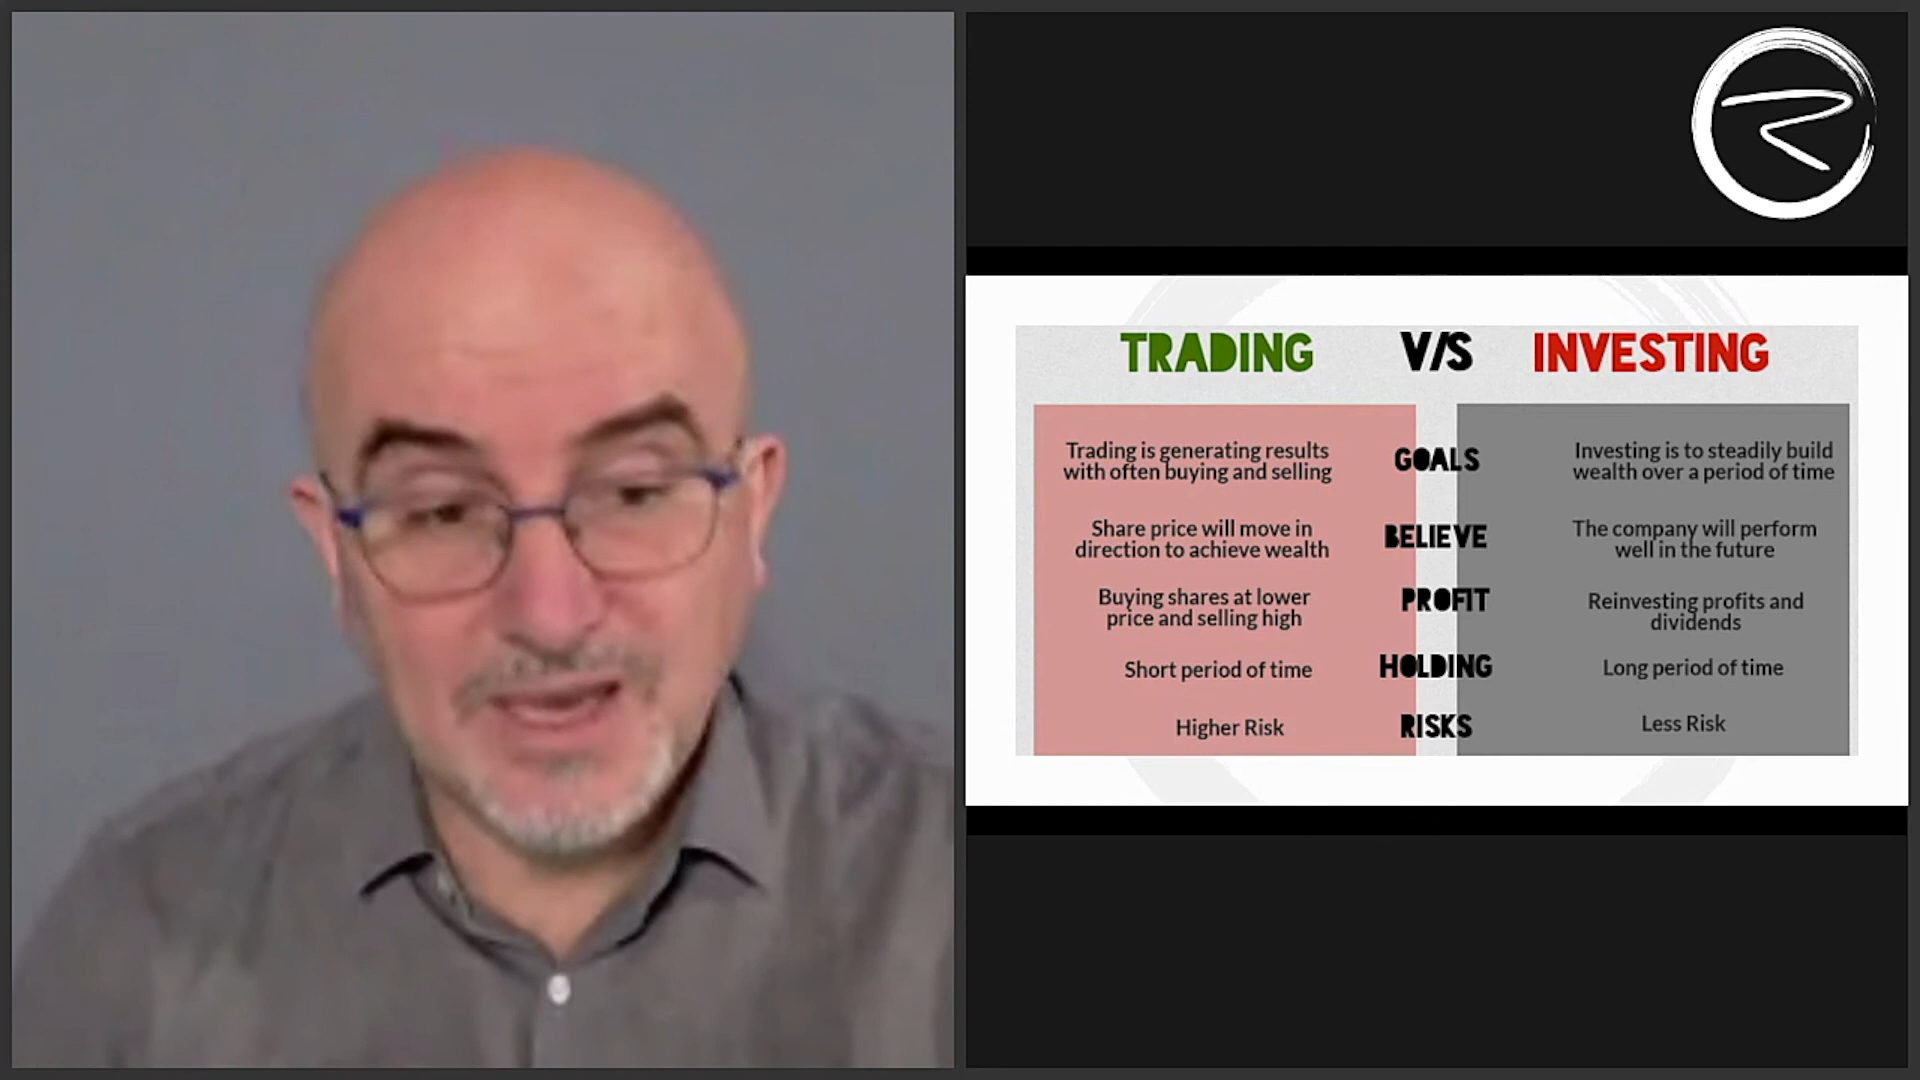 R
TRADING V/S INVESTING
Trading is generating results
with often buying and selling
GOALS
Investing is to steadily build
wealth over a period of time
Share price will move in
direction to achieve wealth
BELIEVE
The company will perform
well in the future
Buying shares at lower
price and selling high
PROFIT
Reinvesting profits and
dividends
Short period of time
HOLDING
Long period of time
Higher Risk
RISKS
Less Risk